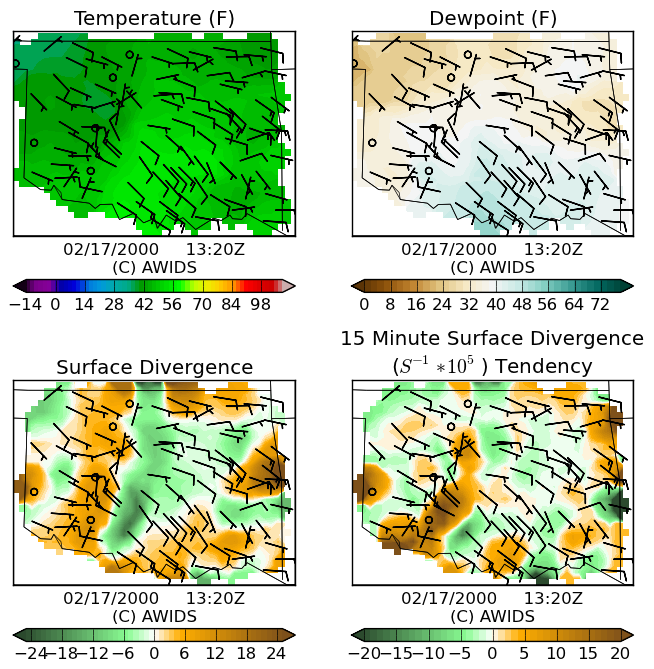 Temperature (F)
Dewpoint (F)
02/17/2000 13:20Z
(C) AWIDS
02/17/2000 13:20Z
(C) AWIDS
−14 0 14 28 42 56 70 84 98
0 8 16 24 32 40 48 56 64 72
Surface Divergence
15 Minute Surface Divergence
(S⁻¹ *10⁵ ) Tendency
02/17/2000 13:20Z
(C) AWIDS
02/17/2000 13:20Z
(C) AWIDS
−24 −18 −12 −6 0 6 12 18 24
−20 −15 −10 −5 0 5 10 15 20